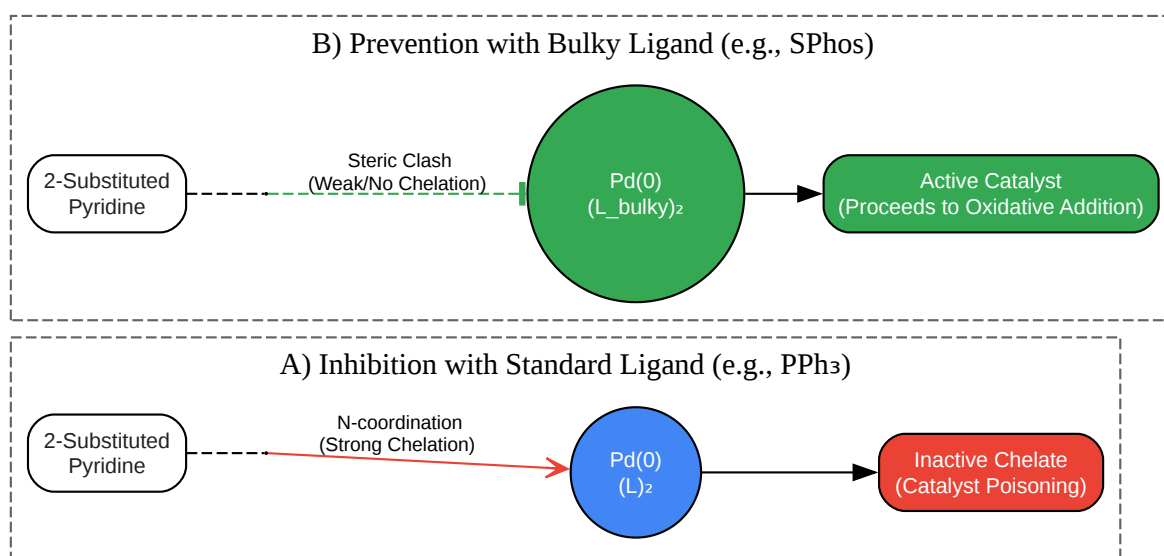 B) Prevention with Bulky Ligand (e.g., SPhos)
2-Substituted
Pyridine
Steric Clash
(Weak/No Chelation)
Pd(0)
(L_bulky)₂
Active Catalyst
(Proceeds to Oxidative Addition)
A) Inhibition with Standard Ligand (e.g., PPh₃)
2-Substituted
Pyridine
N-coordination
(Strong Chelation)
Pd(0)
(L)₂
Inactive Chelate
(Catalyst Poisoning)